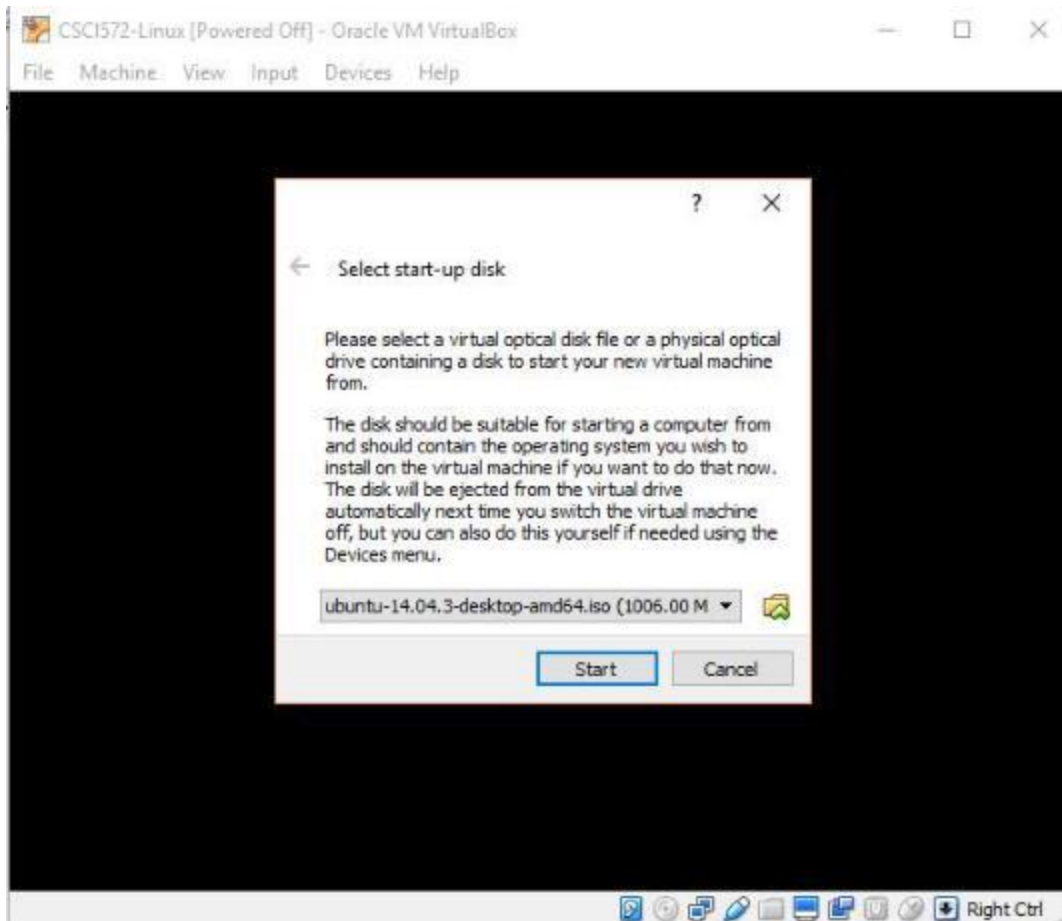 CSCI572-Linux [Powered Off] - Oracle VM VirtualBox
File Machine View Input Devices Help
?
Select start-up disk
Please select a virtual optical disk file or a physical optical
drive containing a disk to start your new virtual machine
from.
The disk should be suitable for starting a computer from
and should contain the operating system you wish to
install on the virtual machine if you want to do that now.
The disk will be ejected from the virtual drive
automatically next time you switch the virtual machine
off, but you can also do this yourself if needed using the
Devices menu.
ubuntu-14.04.3-desktop-amd64.iso (1006.00 M
Start Cancel
Right Ctrl